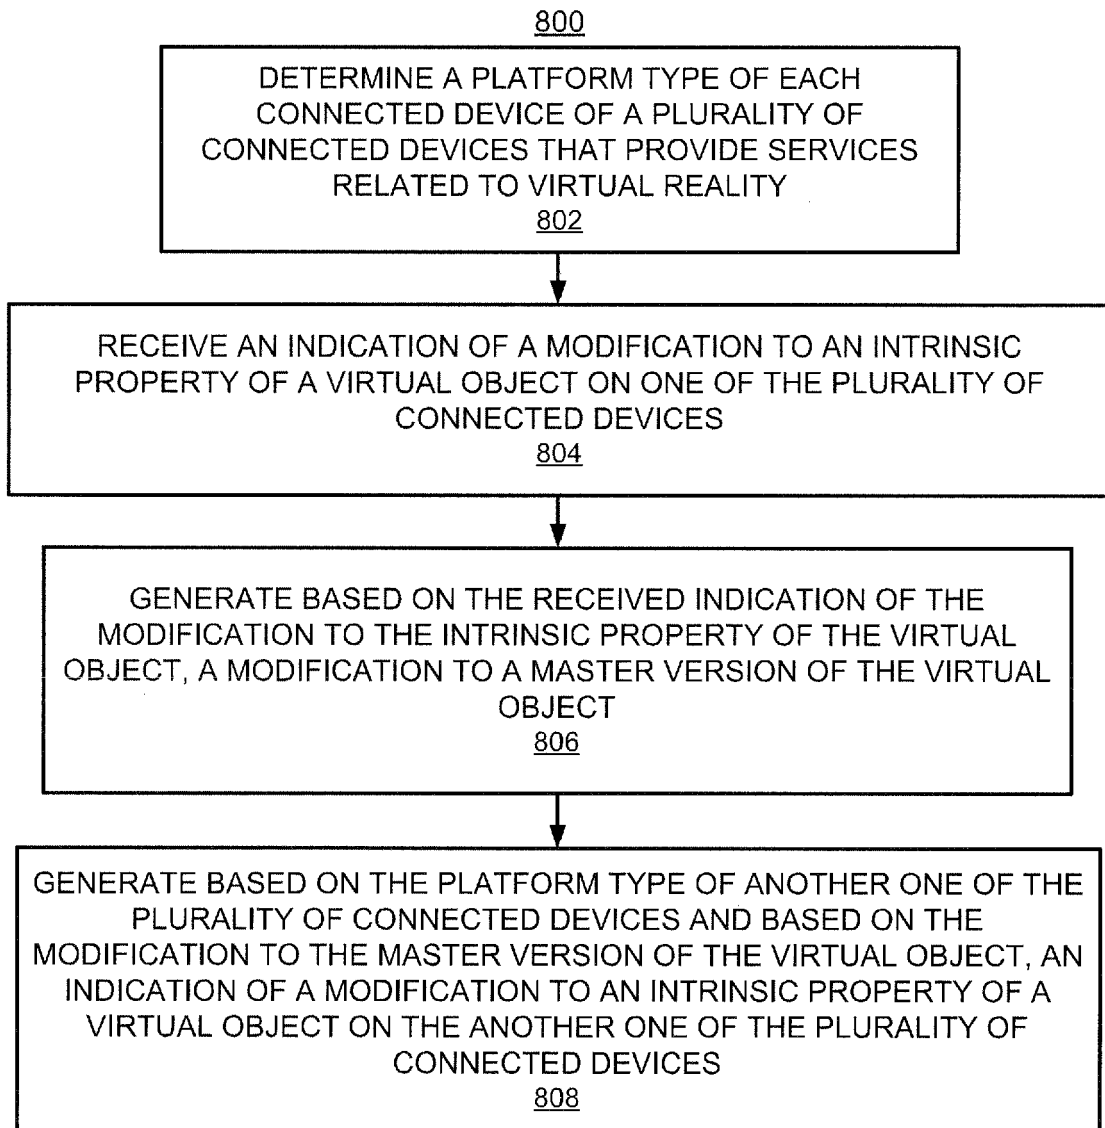 800
DETERMINE A PLATFORM TYPE OF EACH
CONNECTED DEVICE OF A PLURALITY OF
CONNECTED DEVICES THAT PROVIDE SERVICES
RELATED TO VIRTUAL REALITY
802
RECEIVE AN INDICATION OF A MODIFICATION TO AN INTRINSIC
PROPERTY OF A VIRTUAL OBJECT ON ONE OF THE PLURALITY OF
CONNECTED DEVICES
804
GENERATE BASED ON THE RECEIVED INDICATION OF THE
MODIFICATION TO THE INTRINSIC PROPERTY OF THE VIRTUAL
OBJECT, A MODIFICATION TO A MASTER VERSION OF THE VIRTUAL
OBJECT
806
GENERATE BASED ON THE PLATFORM TYPE OF ANOTHER ONE OF THE
PLURALITY OF CONNECTED DEVICES AND BASED ON THE
MODIFICATION TO THE MASTER VERSION OF THE VIRTUAL OBJECT, AN
INDICATION OF A MODIFICATION TO AN INTRINSIC PROPERTY OF A
VIRTUAL OBJECT ON THE ANOTHER ONE OF THE PLURALITY OF
CONNECTED DEVICES
808